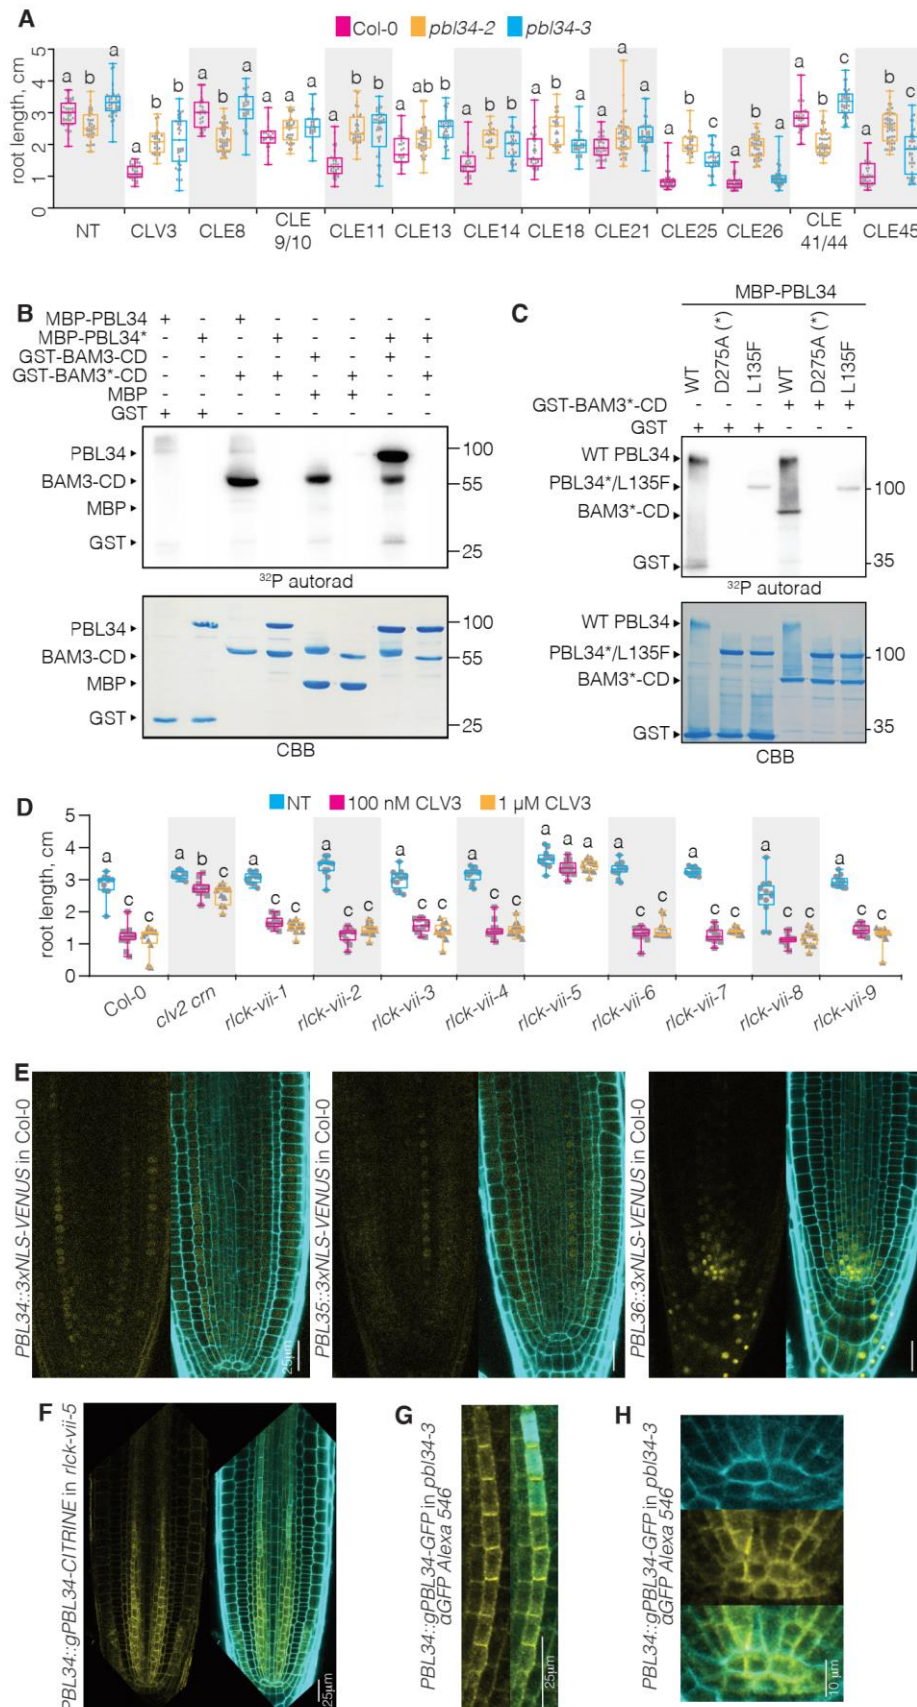 A
Col-0 pbl34-2 pbl34-3
root length, cm
5
4
3
2
1
0
a b a a b b a b a a a a a b b a ab b a b b a b a a a a a b c a b a a b c a b c
NT CLV3 CLE8 CLE 9/10 CLE11 CLE13 CLE14 CLE18 CLE21 CLE25 CLE26 CLE 41/44 CLE45
B
MBP-PBL34 + - + - - - - -
MBP-PBL34* - + - + - - + +
GST-BAM3-CD - - - - + - + -
GST-BAM3*-CD - - + + - + - +
MBP - - - - + + - -
GST + + - - - - - -
PBL34
BAM3-CD
MBP
GST
100
55
25
32P autorad
PBL34
BAM3-CD
MBP
GST
100
55
25
CBB
C
MBP-PBL34
WT D275A (*) L135F WT D275A (*) L135F
GST-BAM3*-CD - - - + + +
GST + + + - - -
WT PBL34
PBL34*/L135F
BAM3*-CD
GST
100
35
32P autorad
WT PBL34
PBL34*/L135F
BAM3*-CD
GST
100
35
CBB
D
NT 100 nM CLV3 1 µM CLV3
root length, cm
5
4
3
2
1
0
a c c a b c a c c a c c a c c a c c a a a a c c a c c a c c a c c
Col-0 clv2 crn rlck-vii-1 rlck-vii-2 rlck-vii-3 rlck-vii-4 rlck-vii-5 rlck-vii-6 rlck-vii-7 rlck-vii-8 rlck-vii-9
E
PBL34::3xNLS-VENUS in Col-0
25µm
PBL35::3xNLS-VENUS in Col-0
PBL36::3xNLS-VENUS in Col-0
F
PBL34::gPBL34-CITRINE in rlck-vii-5
25µm
G
PBL34::gPBL34-GFP in pbl34-3
αGFP Alexa 546
25µm
H
PBL34::gPBL34-GFP in pbl34-3
αGFP Alexa 546
10 µm